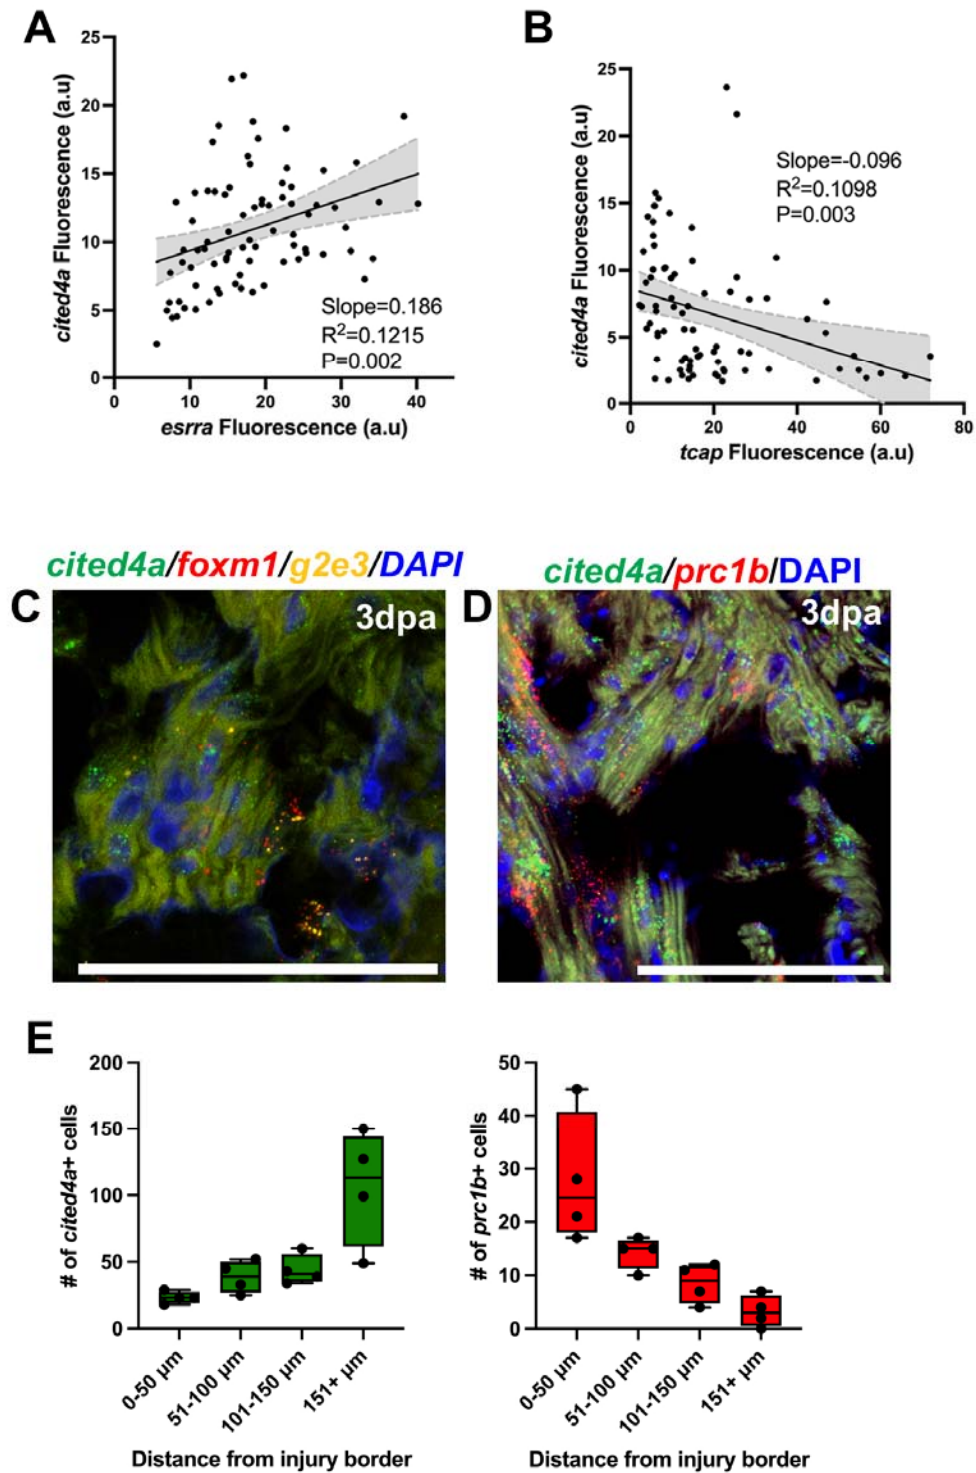 A
25
20
15
10
5
0
cited4a Fluorescence (a.u)
Slope=0.186
R²=0.1215
P=0.002
0 10 20 30 40
esrra Fluorescence (a.u)
B
25
20
15
10
5
0
cited4a Fluorescence (a.u)
Slope=-0.096
R²=0.1098
P=0.003
0 20 40 60 80
tcap Fluorescence (a.u)
cited4a/foxm1/g2e3/DAPI
C
3dpa
cited4a/prc1b/DAPI
D
3dpa
E
200
150
100
50
0
# of cited4a+ cells
0-50 µm
51-100 µm
101-150 µm
151+ µm
Distance from injury border
50
40
30
20
10
0
# of prc1b+ cells
0-50 µm
51-100 µm
101-150 µm
151+ µm
Distance from injury border